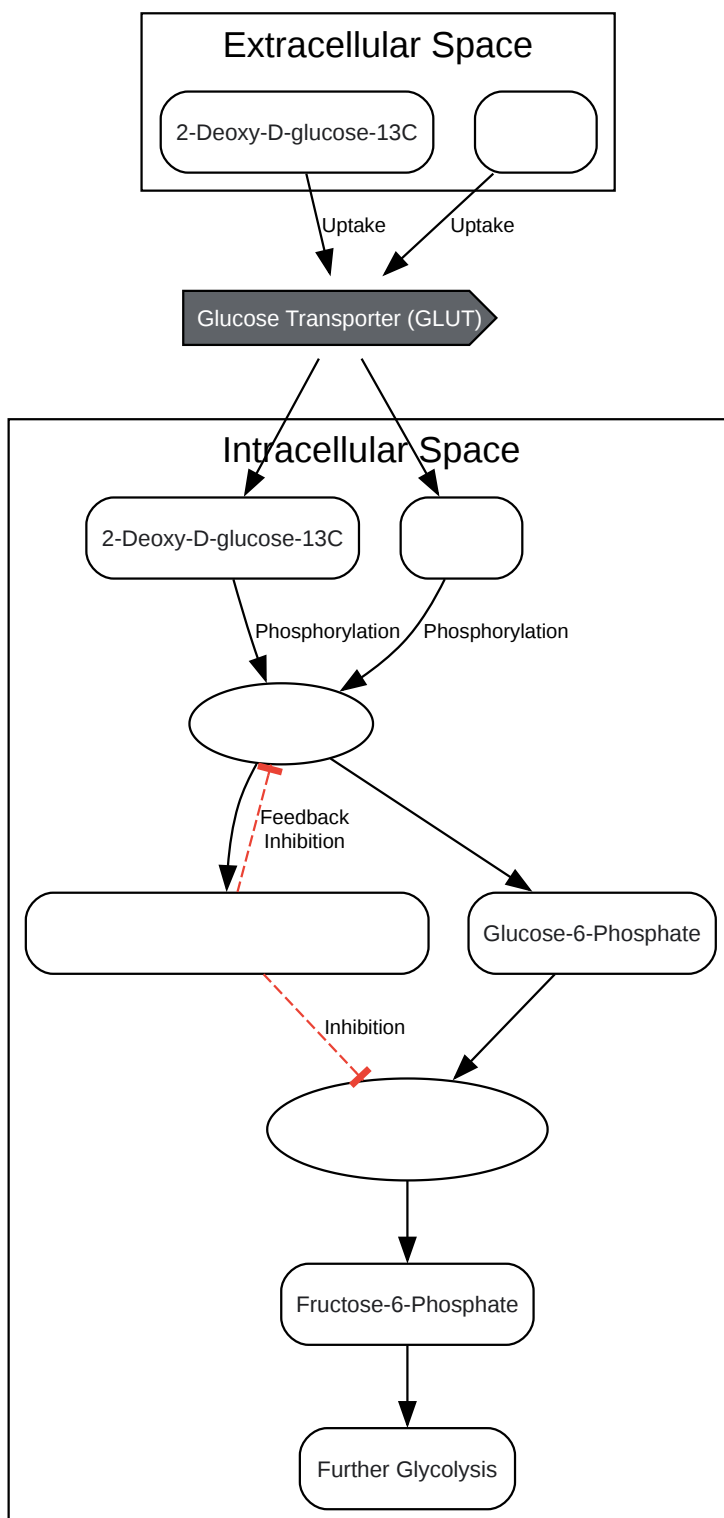 Extracellular Space
2-Deoxy-D-glucose-13C
Uptake
Uptake
Glucose Transporter (GLUT)
Intracellular Space
2-Deoxy-D-glucose-13C
Phosphorylation
Phosphorylation
Feedback
Inhibition
Glucose-6-Phosphate
Inhibition
Fructose-6-Phosphate
Further Glycolysis